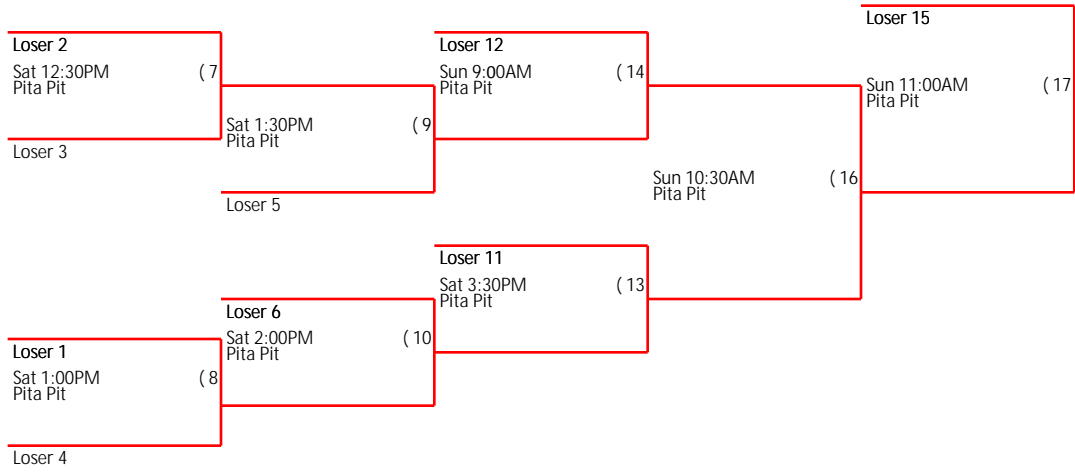 Loser 15
Loser 2
Loser 12
Sat 12:30PM ( 7
Pita Pit
Sun 9:00AM ( 14
Pita Pit
Sun 11:00AM ( 17
Pita Pit
Sat 1:30PM ( 9
Pita Pit
Loser 3
Sun 10:30AM ( 16
Pita Pit
Loser 5
Loser 11
Sat 3:30PM ( 13
Pita Pit
Loser 6
Sat 2:00PM ( 10
Pita Pit
Loser 1
Sat 1:00PM ( 8
Pita Pit
Loser 4